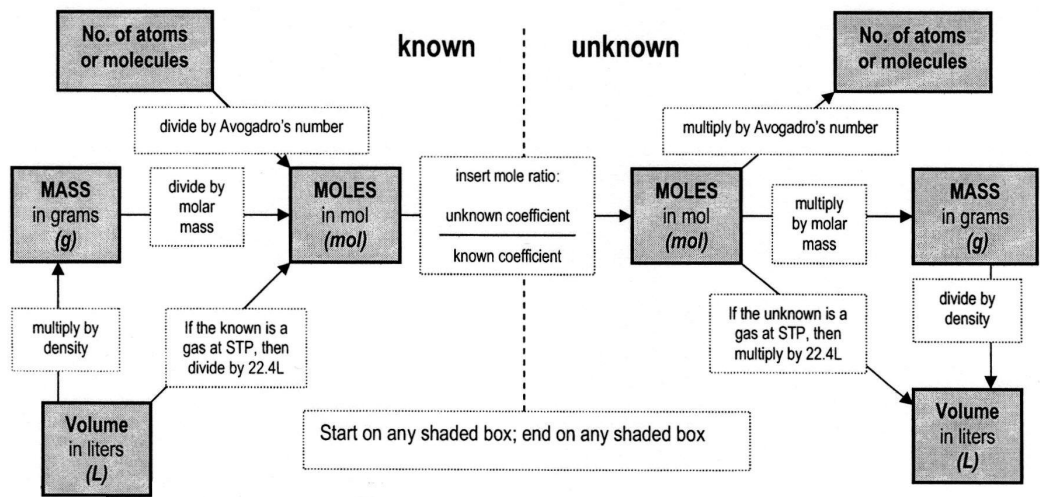 No. of atoms
or molecules
known
unknown
No. of atoms
or molecules
divide by Avogadro's number
multiply by Avogadro's number
MASS
in grams
(g)
divide by
molar
mass
MOLES
in mol
(mol)
insert mole ratio:
unknown coefficient
known coefficient
MOLES
in mol
(mol)
multiply
by molar
mass
MASS
in grams
(g)
multiply by
density
If the known is a
gas at STP, then
divide by 22.4L
If the unknown is a
gas at STP, then
multiply by 22.4L
divide by
density
Volume
in liters
(L)
Start on any shaded box; end on any shaded box
Volume
in liters
(L)